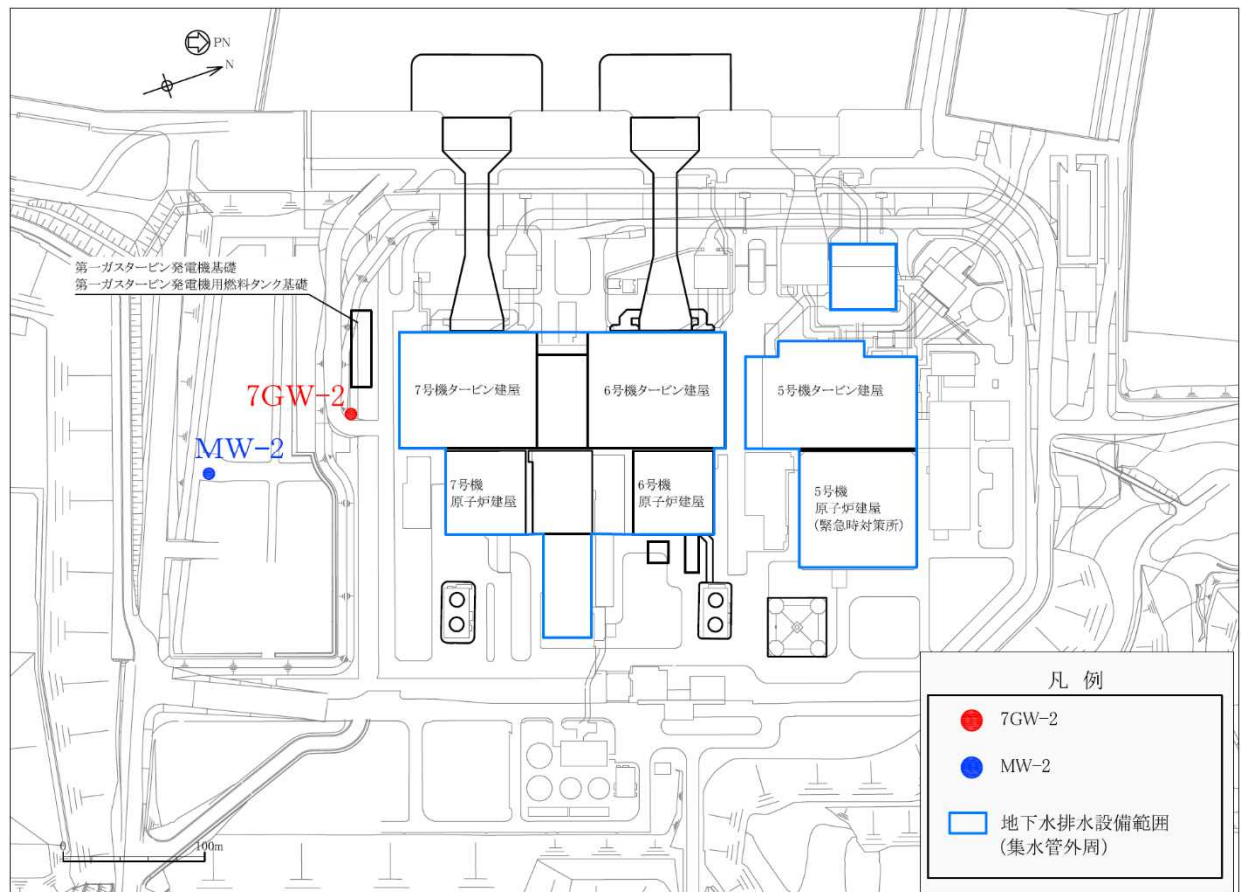 PN
N
第一ガスタービン発電機基礎
第一ガスタービン発電機用燃料タンク基礎
7GW-2
MW-2
7号機タービン建屋
6号機タービン建屋
5号機タービン建屋
7号機
原子炉建屋
6号機
原子炉建屋
5号機
原子炉建屋
(緊急時対策所)
0
100m
凡 例
7GW-2
MW-2
地下水排水設備範囲
(集水管外周)